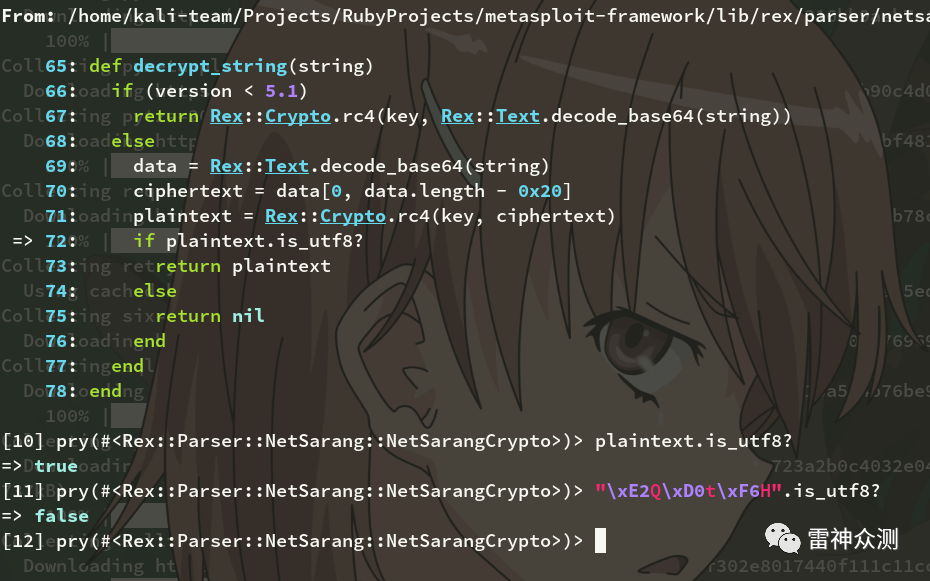 From: /home/kali-team/Projects/RubyProjects/metasploit-framework/lib/rex/parser/netsa
100% |
65: def decrypt_string(string)
66: if (version < 5.1)
67: return Rex::Crypto.rc4(key, Rex::Text.decode_base64(string))
68: else
69: data = Rex::Text.decode_base64(string)
70: ciphertext = data[0, data.length - 0x20]
71: plaintext = Rex::Crypto.rc4(key, ciphertext)
=> 72: if plaintext.is_utf8?
73: return plaintext
74: else
75: return nil
76: end
77: end
78: end
100% |
[10] pry(#<Rex::Parser::NetSarang::NetSarangCrypto>)> plaintext.is_utf8?
=> true
723a2b0c4032e04
[11] pry(#<Rex::Parser::NetSarang::NetSarangCrypto>)> "\xE2Q\xD0t\xF6H".is_utf8?
=> false
[12] pry(#<Rex::Parser::NetSarang::NetSarangCrypto>)>
雷神众测
Downloading ht